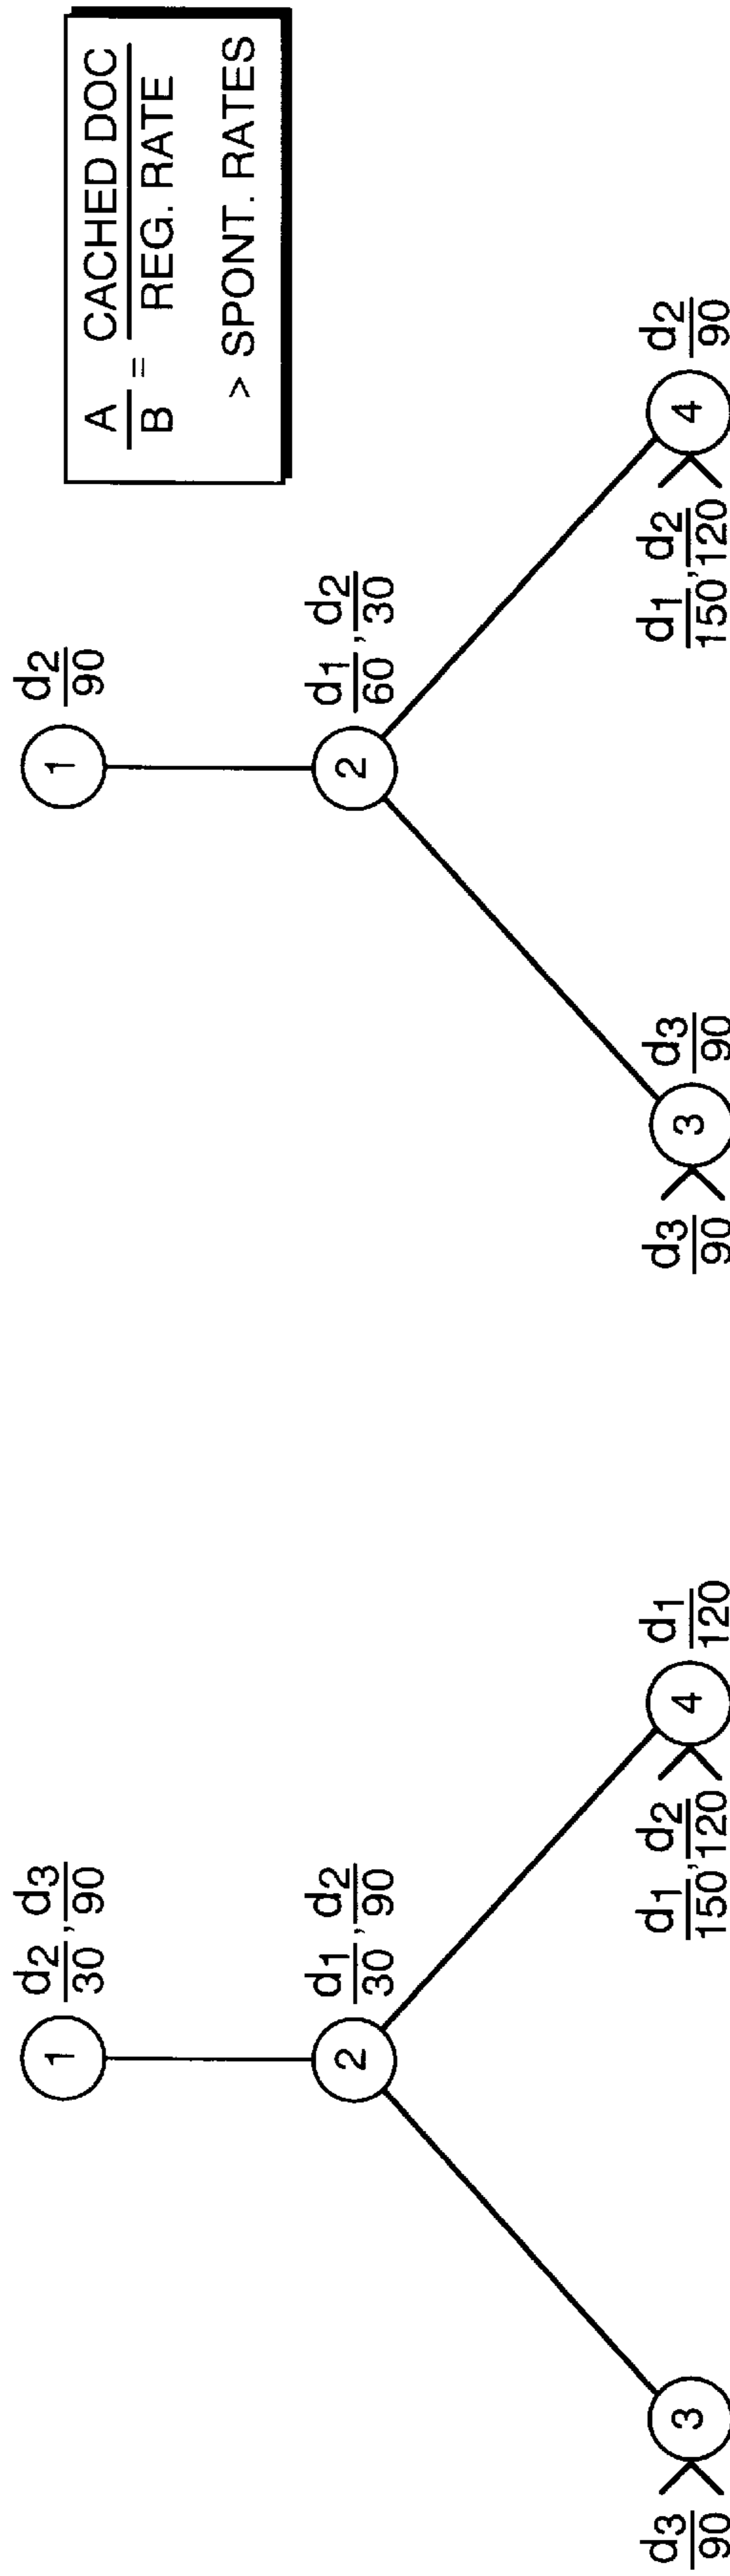 1 d2/30, d3/90
2 d1/30, d2/90
d3/90 > 3
d1/150, d2/120 > 4 d1/120
1 d2/90
2 d1/60, d2/30
d3/90 > 3 d3/90
d1/150, d2/120 > 4 d2/90
A/B = CACHED DOC/REG. RATE
> SPONT. RATES